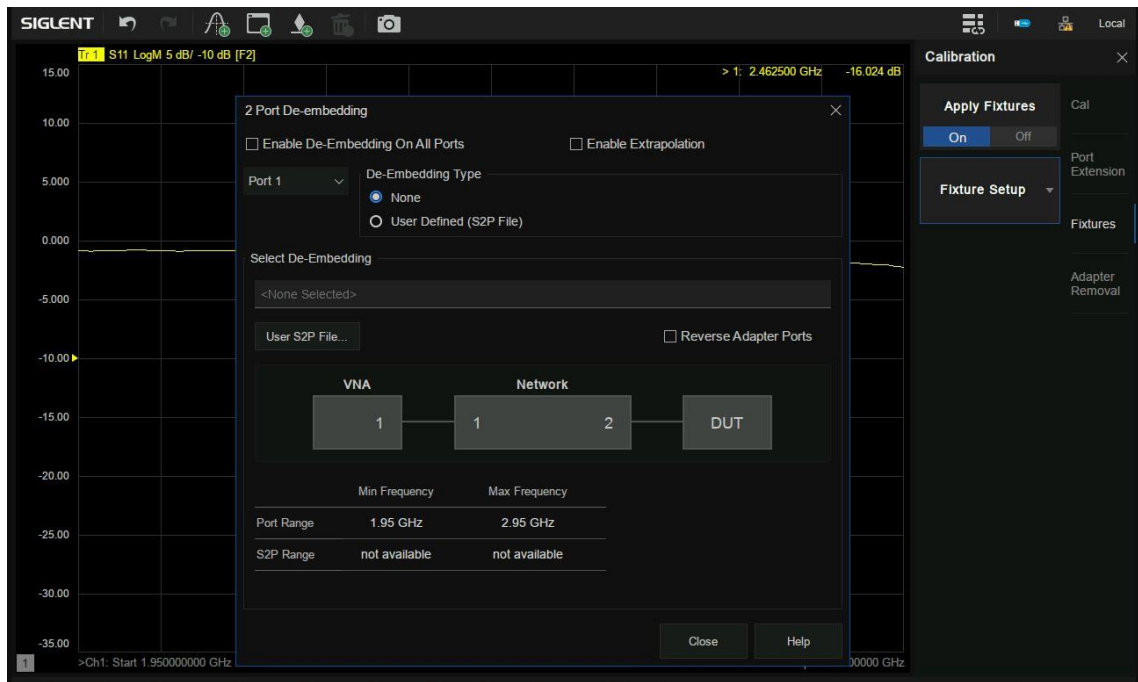 SIGLENT
Local
Tr 1 S11 LogM 5 dB/ -10 dB [F2]
> 1: 2.462500 GHz -16.024 dB
15.00
10.00
5.000
0.000
-5.000
-10.00
-15.00
-20.00
-25.00
-30.00
-35.00
2 Port De-embedding
Enable De-Embedding On All Ports
Enable Extrapolation
Port 1
De-Embedding Type
None
User Defined (S2P File)
Select De-Embedding
<None Selected>
User S2P File...
Reverse Adapter Ports
VNA Network
1 1 2 DUT
Min Frequency Max Frequency
Port Range 1.95 GHz 2.95 GHz
S2P Range not available not available
Close Help
1 >Ch1: Start 1.950000000 GHz
00000 GHz
Calibration
Apply Fixtures
On Off
Fixture Setup
Cal
Port
Extension
Fixtures
Adapter
Removal